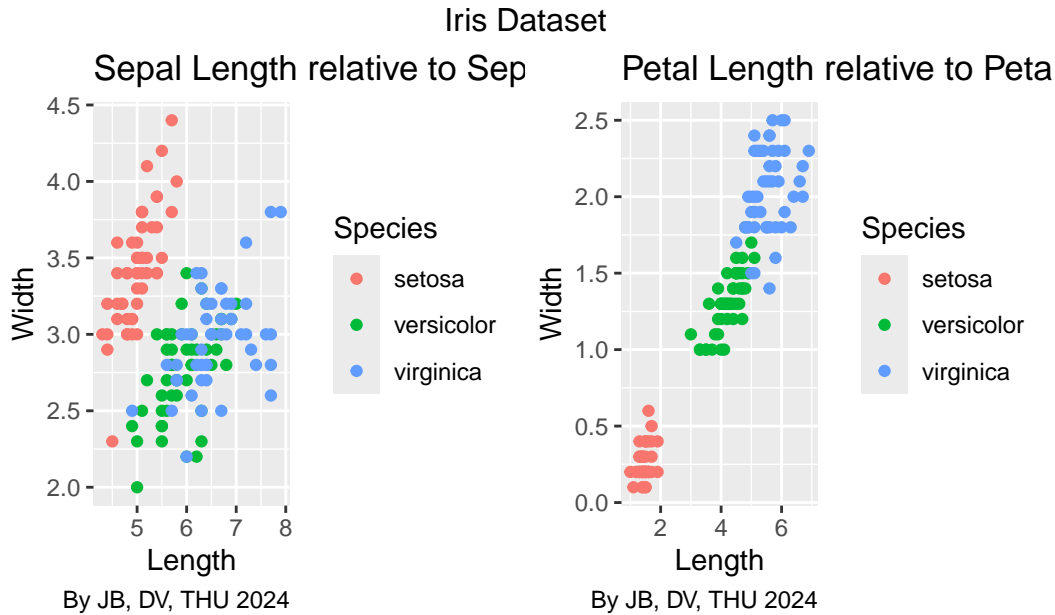 Iris Dataset
Sepal Length relative to Sep
4.5
4.0
3.5
3.0
2.5
2.0
Width
5 6 7 8
Length
By JB, DV, THU 2024
Species
setosa
versicolor
virginica
Petal Length relative to Peta
2.5
2.0
1.5
1.0
0.5
0.0
Width
2 4 6
Length
By JB, DV, THU 2024
Species
setosa
versicolor
virginica